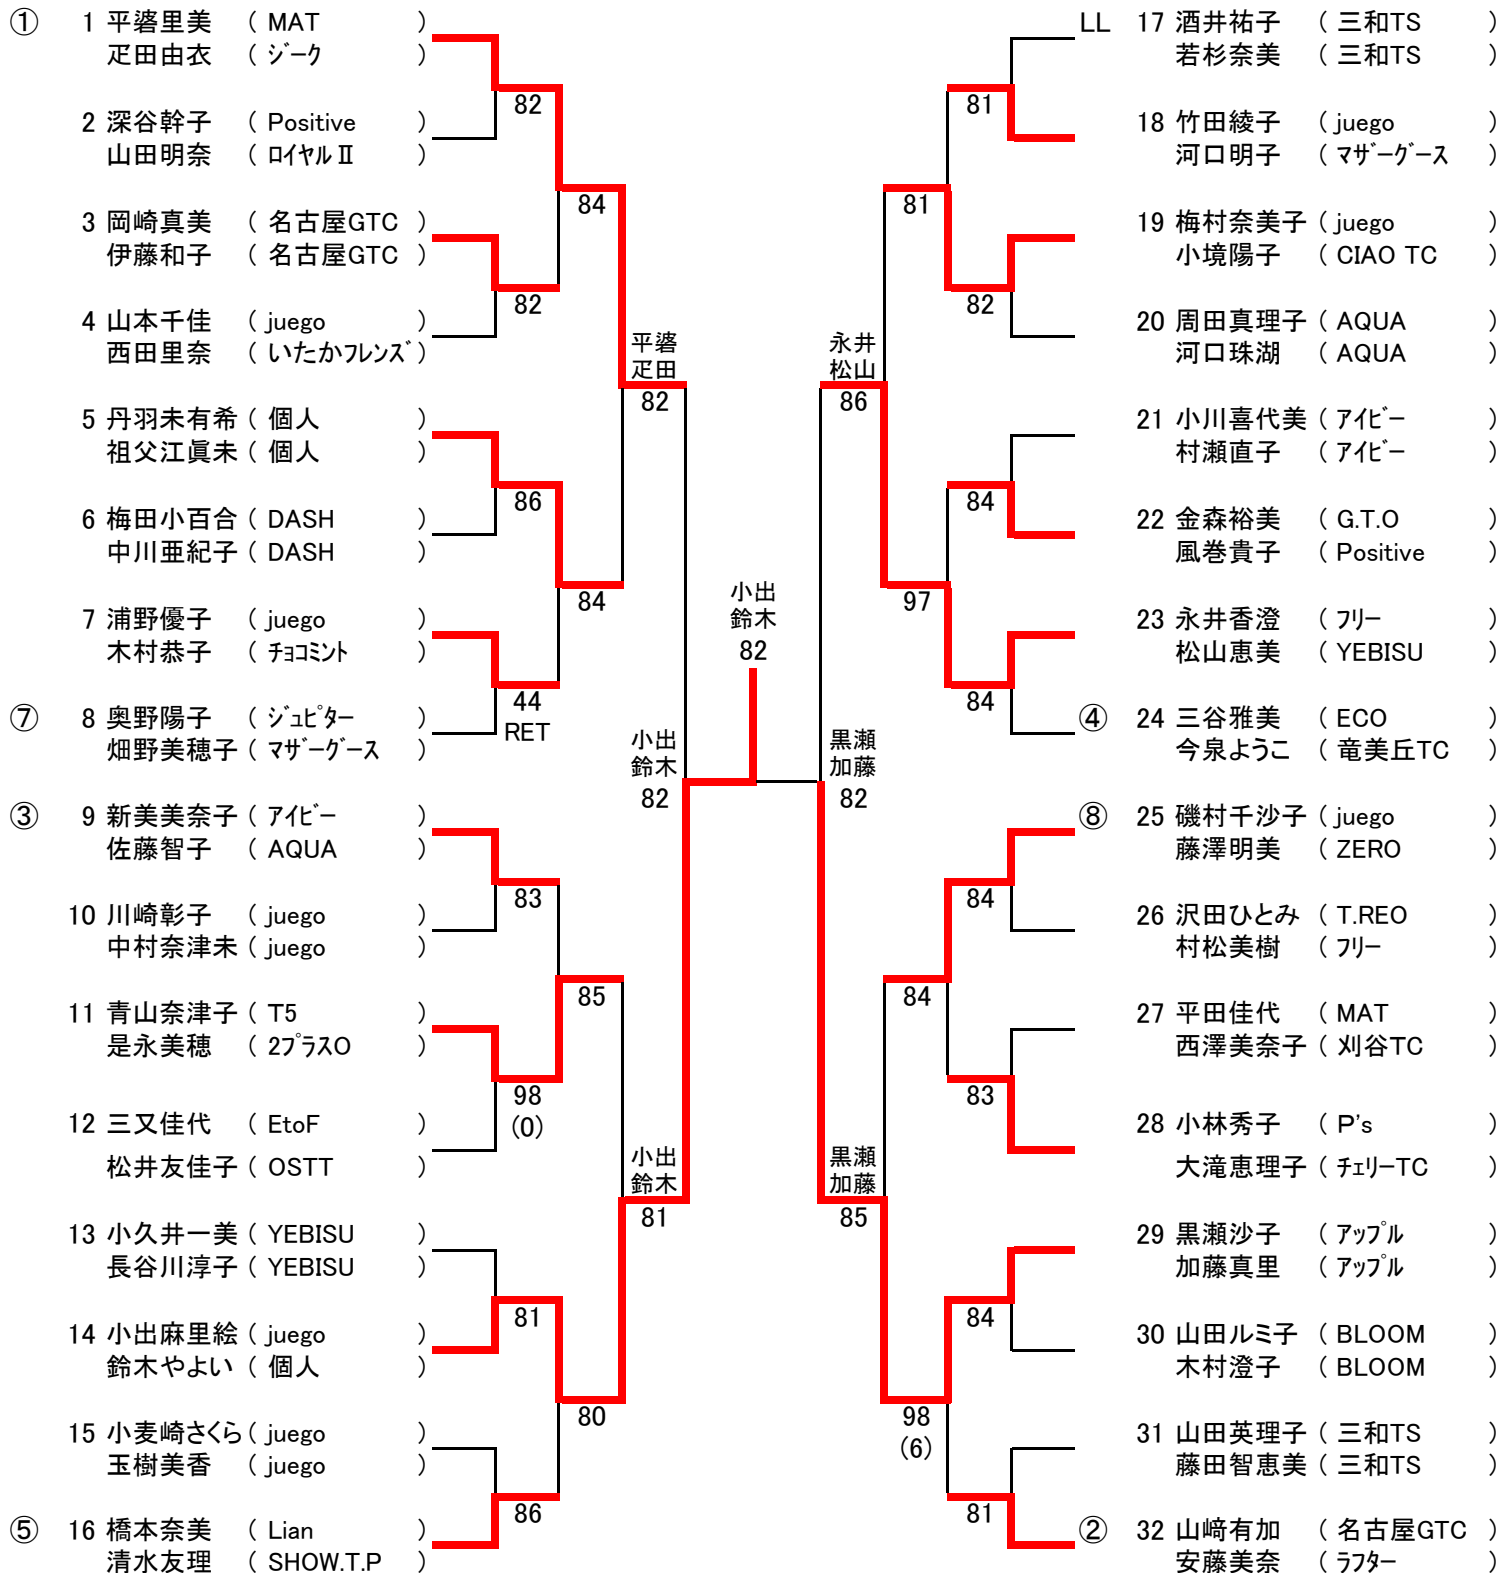 ① 1 平婆里美 ( MAT )
疋田由衣 ( ｼﾞｰｸ )
82
2 深谷幹子 ( Positive )
山田明奈 ( ﾛｲﾔﾙⅡ )
84
3 岡崎真美 ( 名古屋GTC )
伊藤和子 ( 名古屋GTC )
82
4 山本千佳 ( juego )
西田里奈 ( いたかﾌﾚﾝｽﾞ )
平婆
疋田
82
5 丹羽未有希 ( 個人 )
祖父江眞未 ( 個人 )
86
6 梅田小百合 ( DASH )
中川亜紀子 ( DASH )
84
7 浦野優子 ( juego )
木村恭子 ( ﾁｮｺﾐﾝﾄ )
44
RET
⑦ 8 奥野陽子 ( ｼﾞｭﾋﾟﾀｰ )
畑野美穂子 ( ﾏｻﾞｰｸﾞｰｽ )
小出
鈴木
82
③ 9 新美美奈子 ( ｱｲﾋﾞｰ )
佐藤智子 ( AQUA )
83
10 川崎彰子 ( juego )
中村奈津未 ( juego )
85
11 青山奈津子 ( T5 )
是永美穂 ( 2ﾌﾟﾗｽO )
98
(0)
12 三又佳代 ( EtoF )
松井友佳子 ( OSTT )
小出
鈴木
81
13 小久井一美 ( YEBISU )
長谷川淳子 ( YEBISU )
81
14 小出麻里絵 ( juego )
鈴木やよい ( 個人 )
80
15 小麦崎さくら ( juego )
玉樹美香 ( juego )
86
⑤ 16 橋本奈美 ( Lian )
清水友理 ( SHOW.T.P )
小出
鈴木
82
LL 17 酒井祐子 ( 三和TS )
若杉奈美 ( 三和TS )
81
18 竹田綾子 ( juego )
河口明子 ( ﾏｻﾞｰｸﾞｰｽ )
81
19 梅村奈美子 ( juego )
小境陽子 ( CIAO TC )
82
20 周田真理子 ( AQUA )
河口珠湖 ( AQUA )
永井
松山
86
21 小川喜代美 ( ｱｲﾋﾞｰ )
村瀬直子 ( ｱｲﾋﾞｰ )
84
22 金森裕美 ( G.T.O )
風巻貴子 ( Positive )
97
23 永井香澄 ( ﾌﾘｰ )
松山恵美 ( YEBISU )
84
④ 24 三谷雅美 ( ECO )
今泉ようこ ( 竜美丘TC )
黒瀬
加藤
82
⑧ 25 磯村千沙子 ( juego )
藤澤明美 ( ZERO )
84
26 沢田ひとみ ( T.REO )
村松美樹 ( ﾌﾘｰ )
84
27 平田佳代 ( MAT )
西澤美奈子 ( 刈谷TC )
83
28 小林秀子 ( P's )
大滝恵理子 ( ﾁｪﾘｰTC )
黒瀬
加藤
85
29 黒瀬沙子 ( ｱｯﾌﾟﾙ )
加藤真里 ( ｱｯﾌﾟﾙ )
84
30 山田ルミ子 ( BLOOM )
木村澄子 ( BLOOM )
98
(6)
31 山田英理子 ( 三和TS )
藤田智恵美 ( 三和TS )
81
② 32 山﨑有加 ( 名古屋GTC )
安藤美奈 ( ﾗﾌﾀｰ )